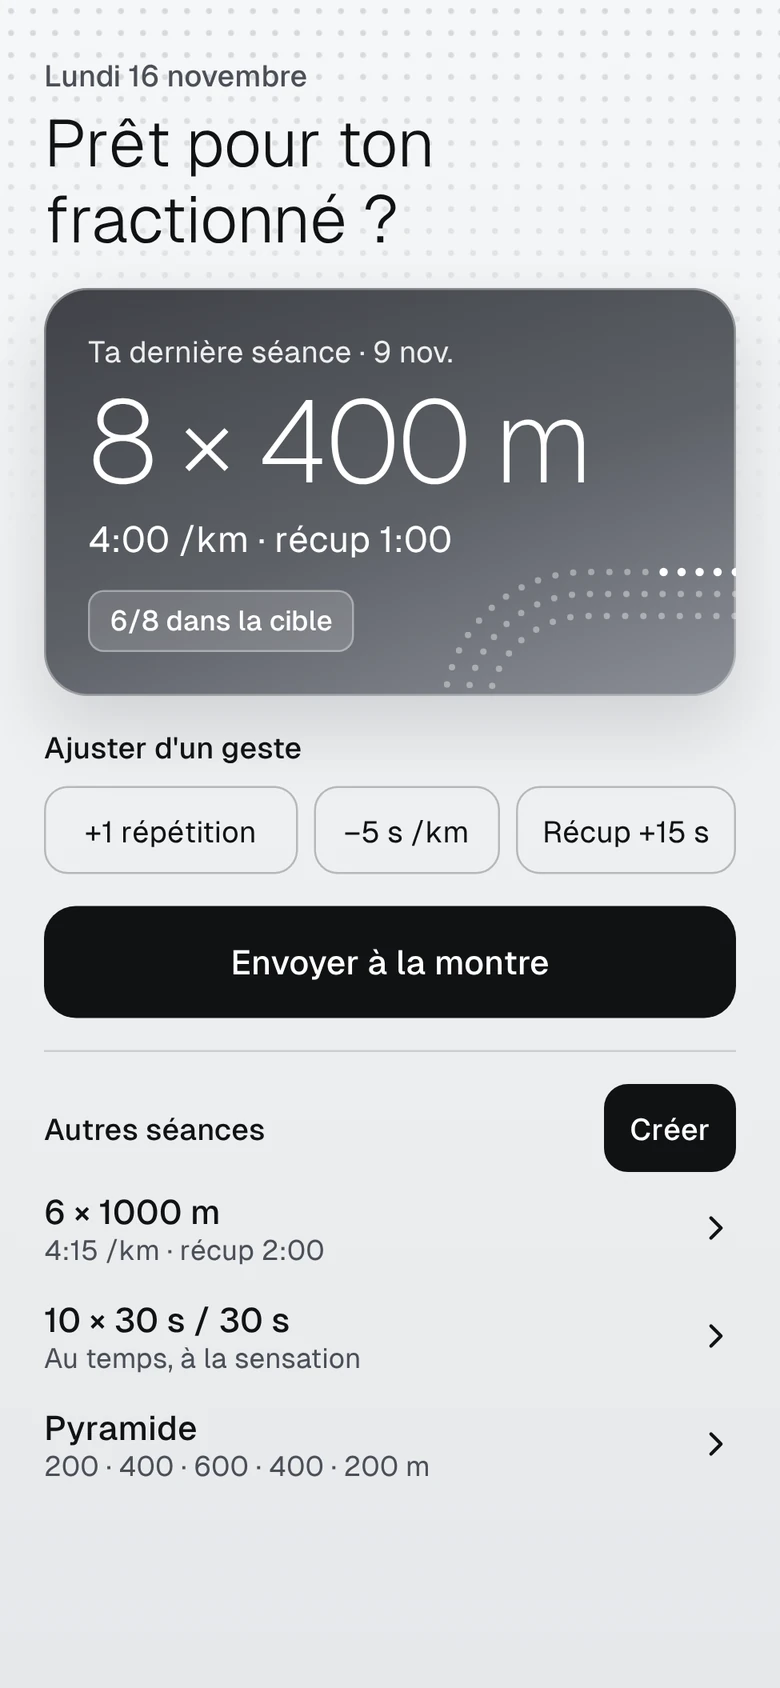 Lundi 16 novembre
Prêt pour ton
fractionné ?
Ta dernière séance · 9 nov.
8 × 400 m
4:00 /km · récup 1:00
6/8 dans la cible
Ajuster d'un geste
+1 répétition
−5 s /km
Récup +15 s
Envoyer à la montre
Autres séances
Créer
6 × 1000 m
4:15 /km · récup 2:00
10 × 30 s / 30 s
Au temps, à la sensation
Pyramide
200 · 400 · 600 · 400 · 200 m